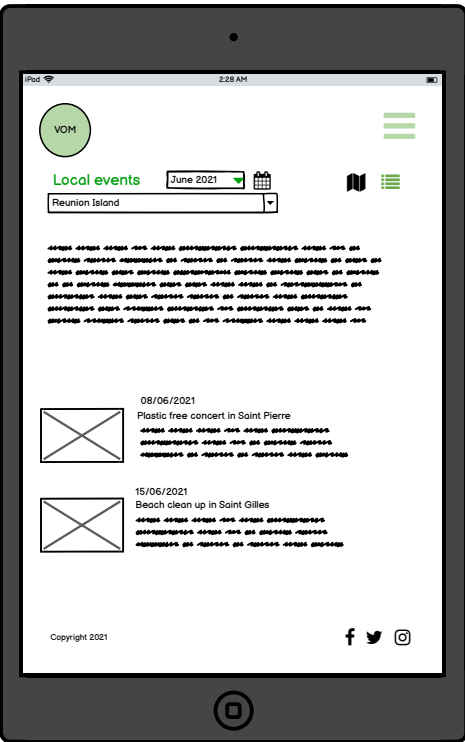 iPad
2:28 AM
VOM
Local events
June 2021
Reunion Island
08/06/2021
Plastic free concert in Saint Pierre
15/06/2021
Beach clean up in Saint Gilles
Copyright 2021